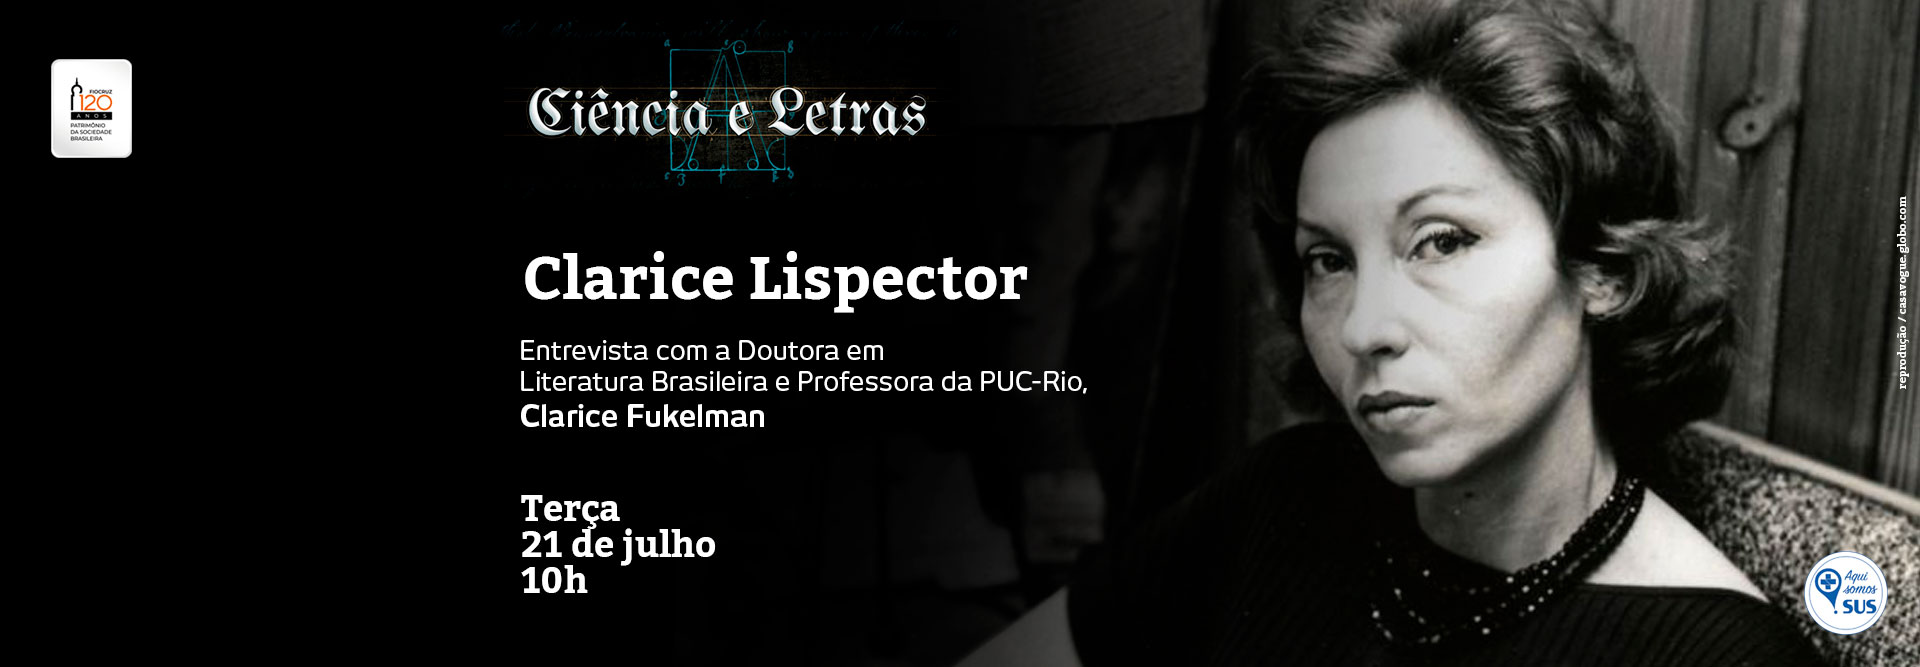 FIOCRUZ
120
ANOS
PATRIMÔNIO
DA SOCIEDADE
BRASILEIRA
Ciência e Letras
Clarice Lispector
Entrevista com a Doutora em
Literatura Brasileira e Professora da PUC-Rio,
Clarice Fukelman
Terça
21 de julho
10h
reprodução / casavogue.globo.com
Aqui
somos
SUS